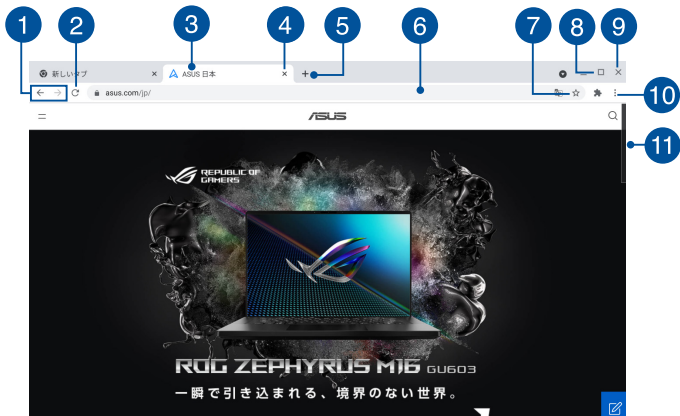 1 2 3 4 5 6 7 8 9
新しいタブ
ASUS 日本
10
asus.com/jp/
ASUS
11
REPUBLIC OF
GAMERS
ROG ZEPHYRUS M16 GU603
一瞬で引き込まれる、境界のない世界。